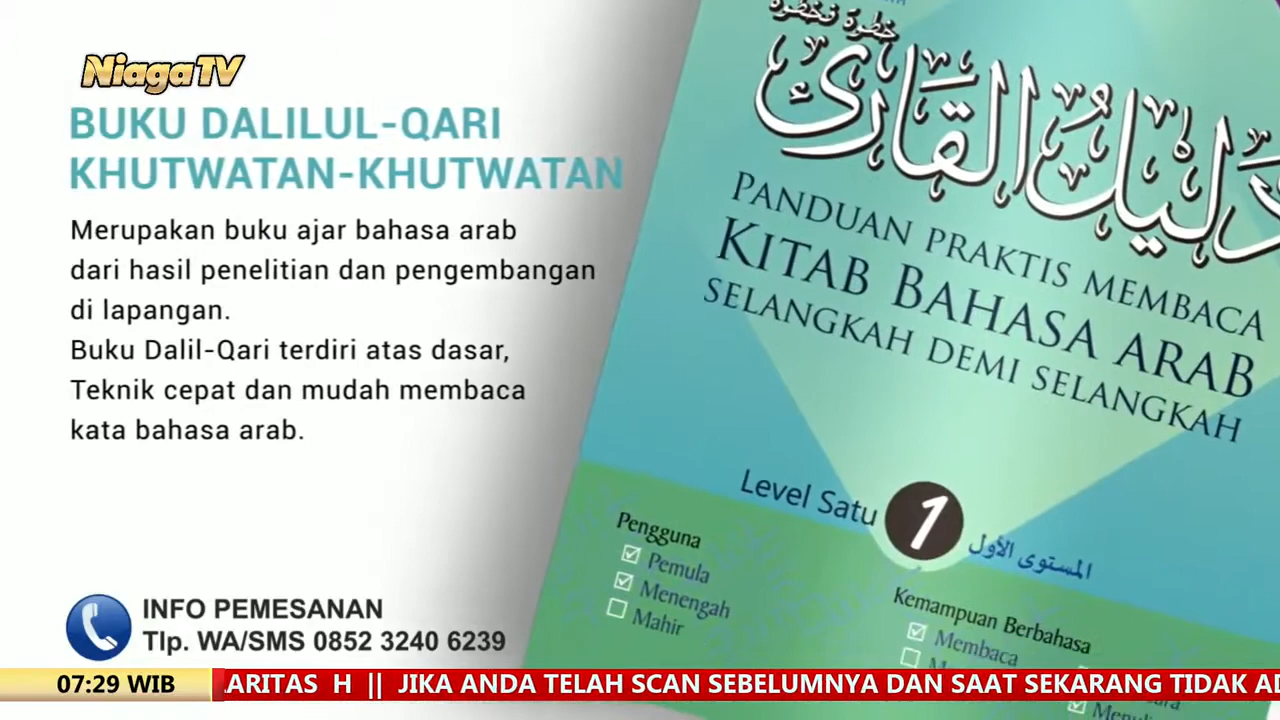 NiagaTV
BUKU DALILUL-QARI
KHUTWATAN-KHUTWATAN
Merupakan buku ajar bahasa arab
dari hasil penelitian dan pengembangan
di lapangan.
Buku Dalil-Qari terdiri atas dasar,
Teknik cepat dan mudah membaca
kata bahasa arab.
INFO PEMESANAN
Tlp. WA/SMS 0852 3240 6239
خطوة فخطوة
دليل القارئ
PANDUAN PRAKTIS MEMBACA
KITAB BAHASA ARAB
SELANGKAH DEMI SELANGKAH
Level Satu 1 المستوى الأول
Pengguna
Pemula
Menengah
Mahir
Kemampuan Berbahasa
Membaca
07:29 WIB
ARITAS H || JIKA ANDA TELAH SCAN SEBELUMNYA DAN SAAT SEKARANG TIDAK